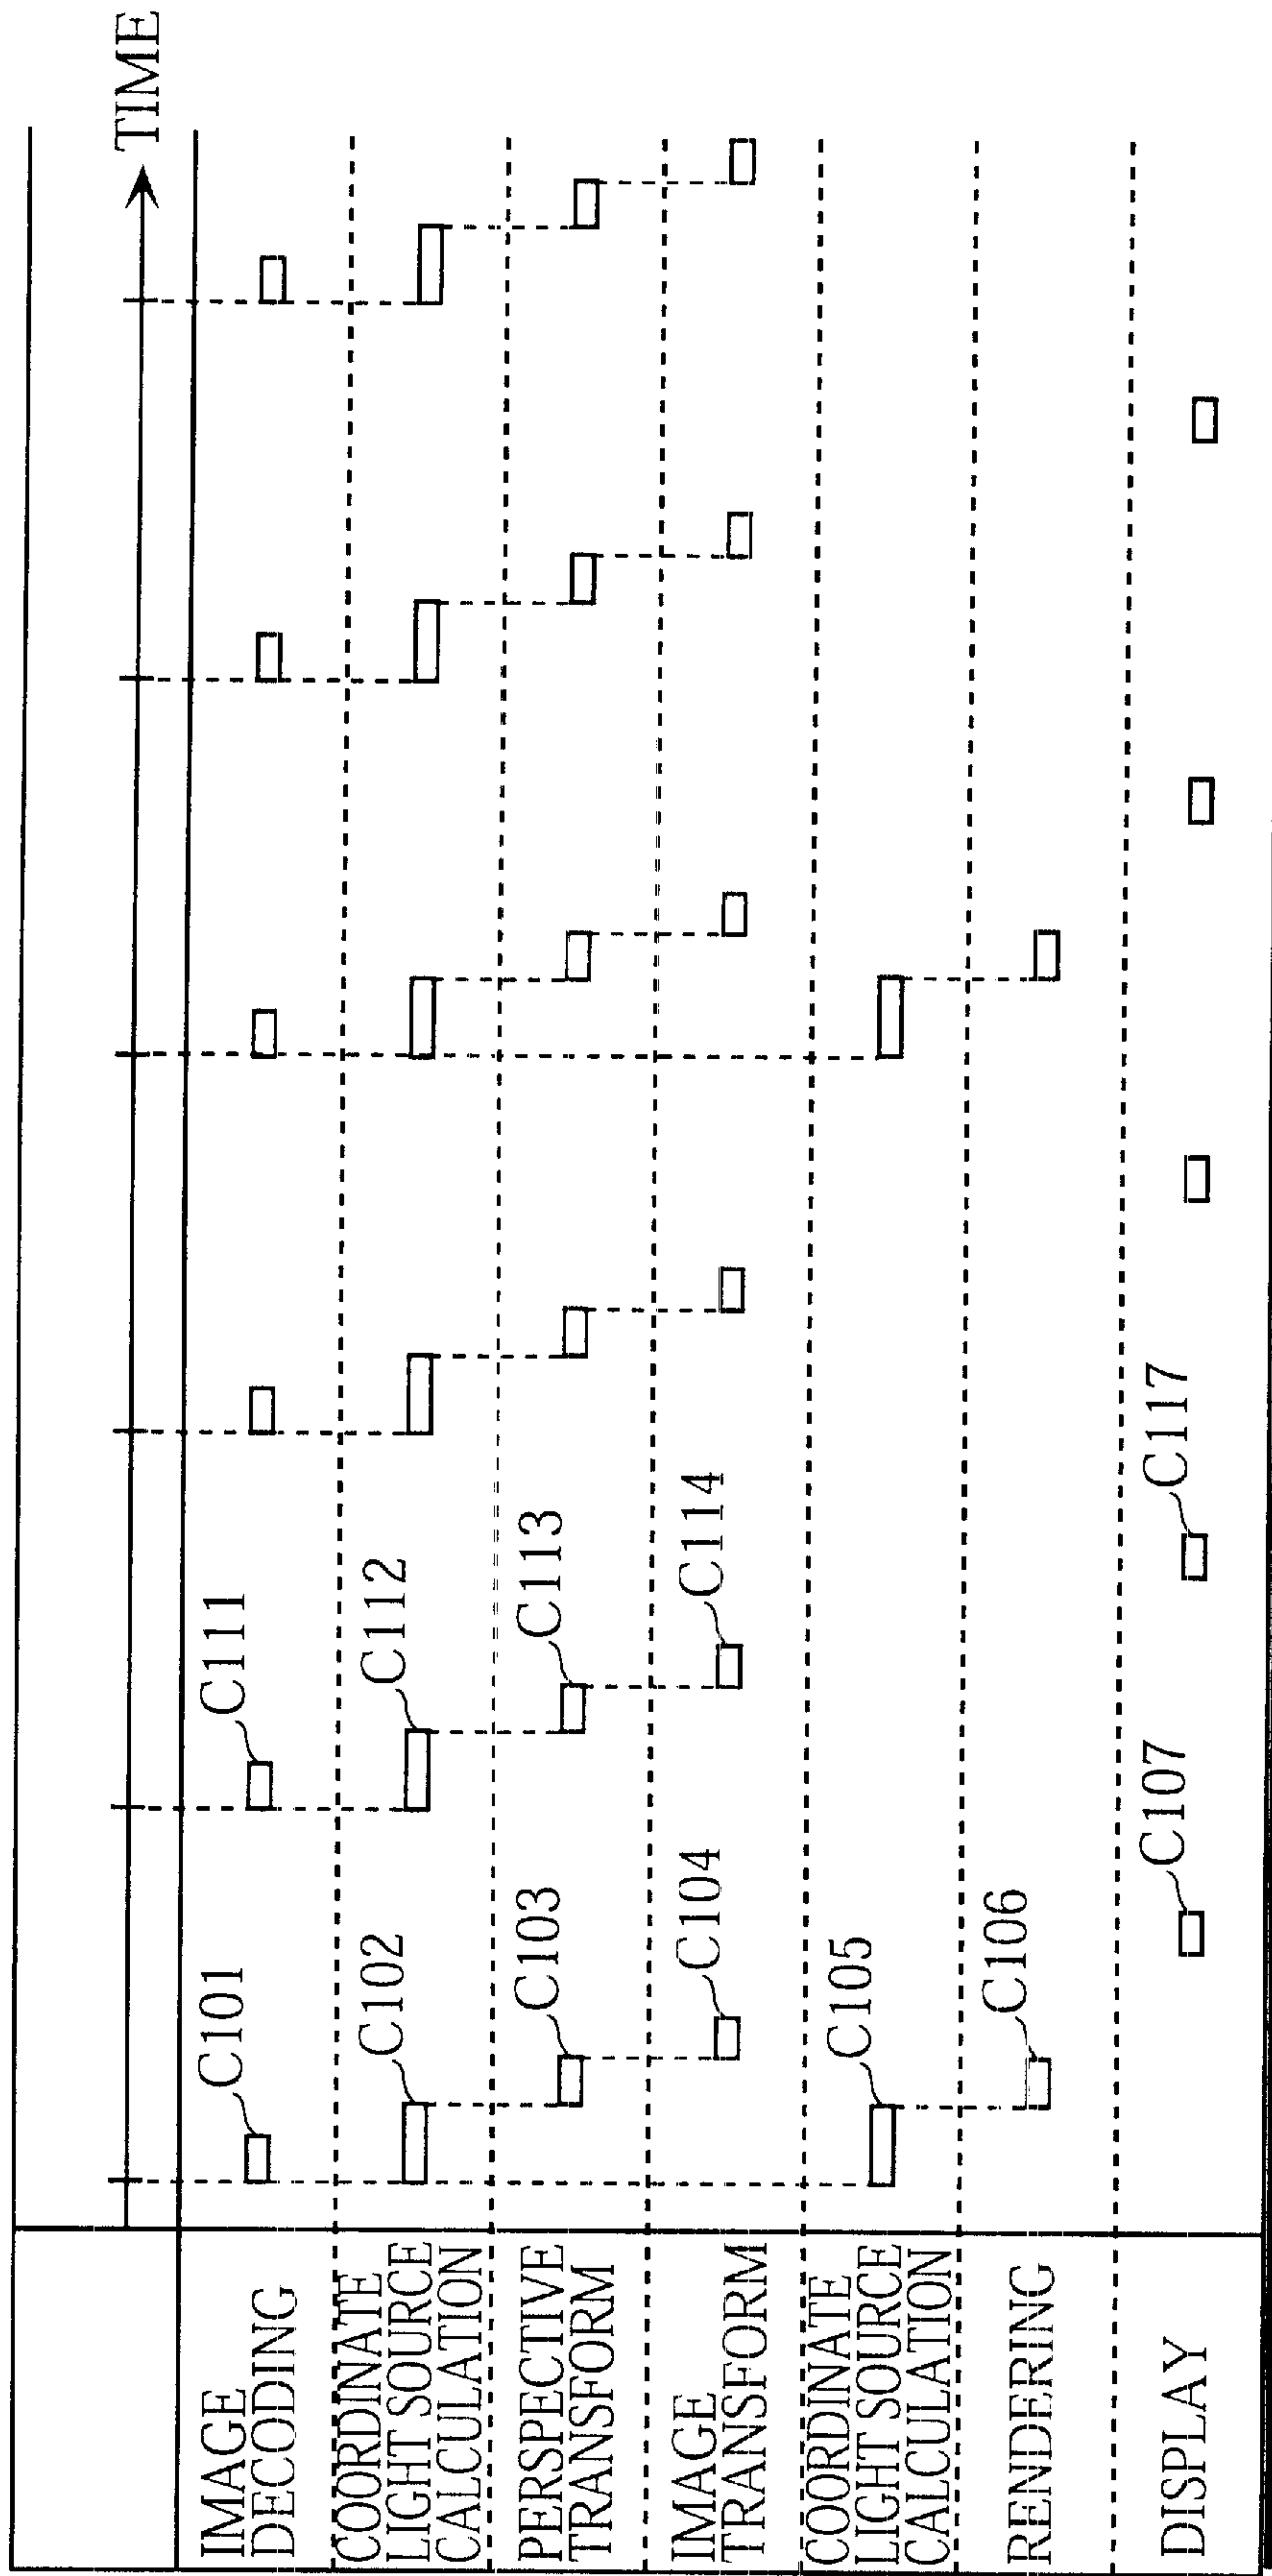 TIME
IMAGE
DECODING
C101
C111
COORDINATE
LIGHT SOURCE
CALCULATION
C102
C112
PERSPECTIVE
TRANSFORM
C103
C113
IMAGE
TRANSFORM
C104
C114
COORDINATE
LIGHT SOURCE
CALCULATION
C105
RENDERING
C106
DISPLAY
C107
C117